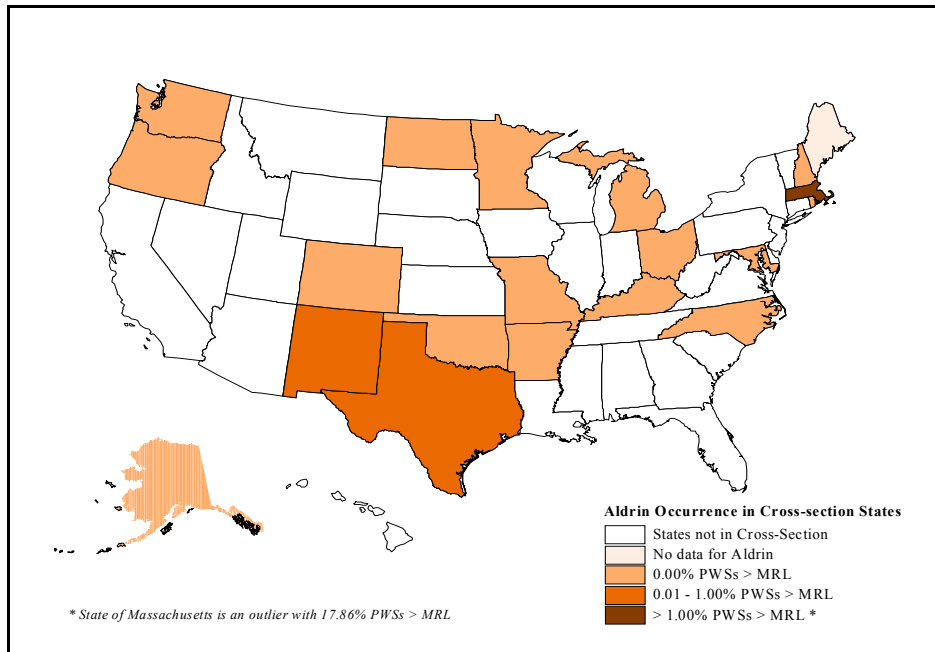 Aldrin Occurrence in Cross-section States
States not in Cross-Section
No data for Aldrin
0.00% PWSs > MRL
0.01 - 1.00% PWSs > MRL
> 1.00% PWSs > MRL *
* State of Massachusetts is an outlier with 17.86% PWSs > MRL